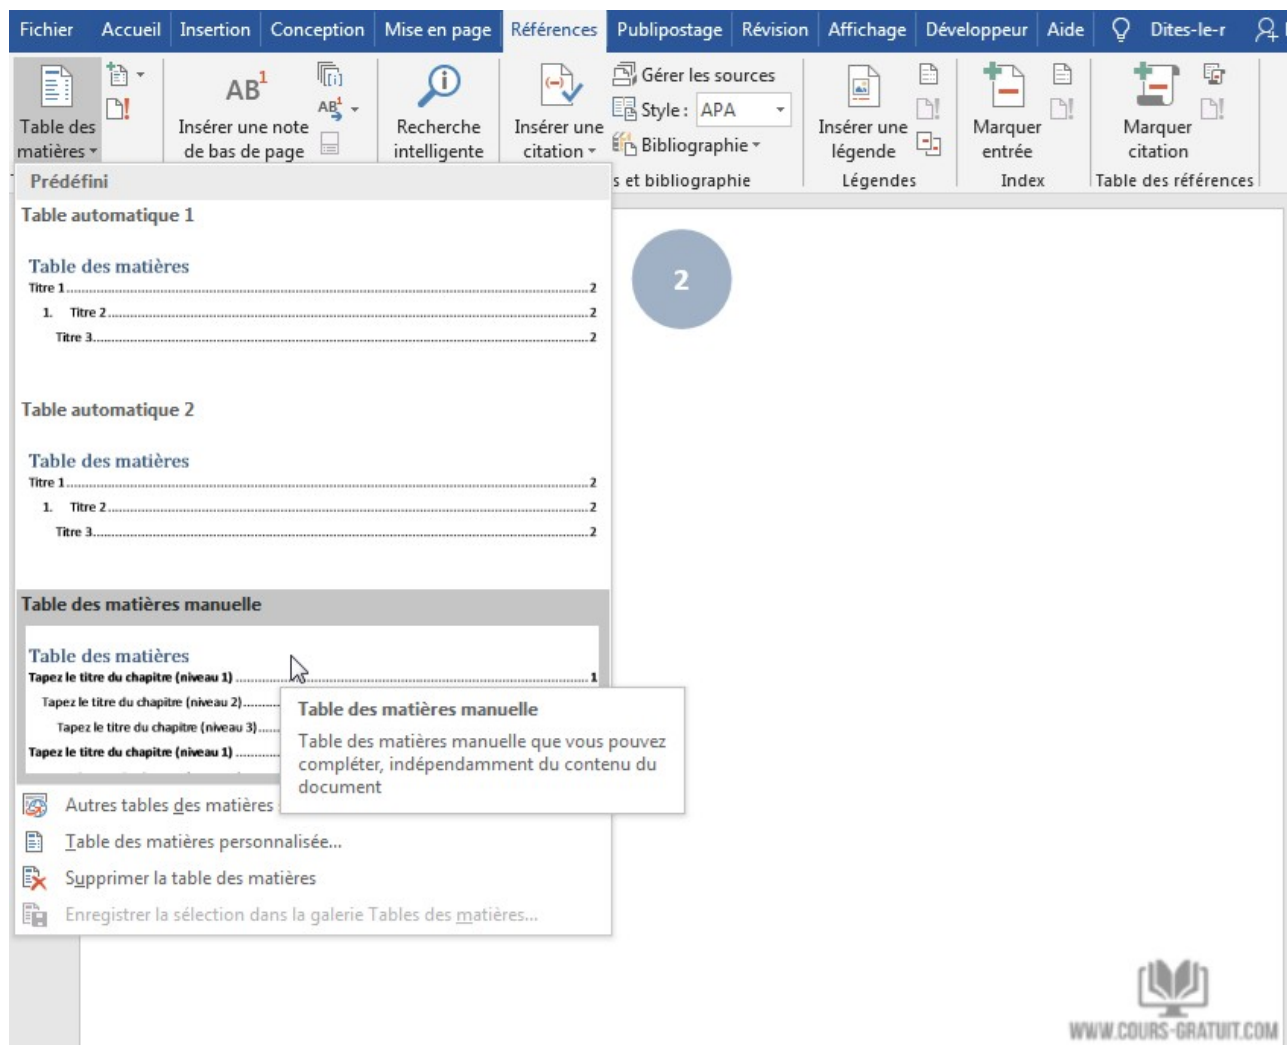 Fichier Accueil Insertion Conception Mise en page Références Publipostage Révision Affichage Développeur Aide Dites-le-r
Table des matières
AB1
Insérer une note de bas de page
AB1
Recherche intelligente
Insérer une citation
Gérer les sources
Style : APA
Bibliographie
s et bibliographie
Insérer une légende
Légendes
Marquer entrée
Index
Marquer citation
Table des références
Prédéfini
Table automatique 1
Table des matières
Titre 1 2
1. Titre 2 2
Titre 3 2
Table automatique 2
Table des matières
Titre 1 2
1. Titre 2 2
Titre 3 2
Table des matières manuelle
Table des matières
Tapez le titre du chapitre (niveau 1) 1
Tapez le titre du chapitre (niveau 2)
Tapez le titre du chapitre (niveau 3)
Tapez le titre du chapitre (niveau 1)
Table des matières manuelle
Table des matières manuelle que vous pouvez
compléter, indépendamment du contenu du
document
Autres tables des matières
Table des matières personnalisée...
Supprimer la table des matières
Enregistrer la sélection dans la galerie Tables des matières...
2
WWW.COURS-GRATUIT.COM